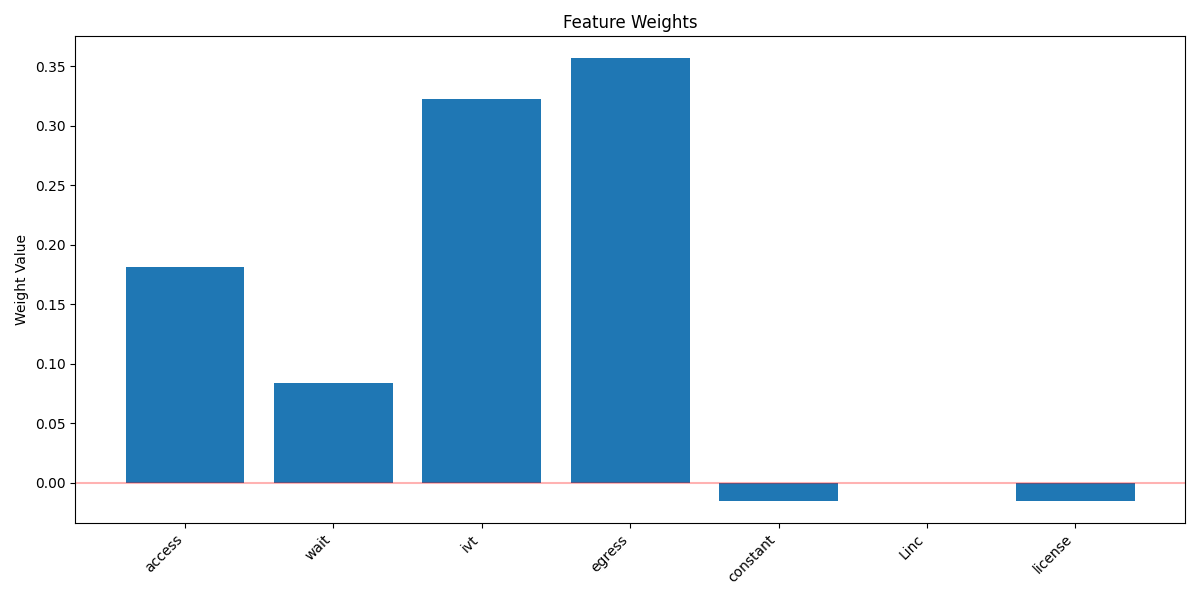 Feature Weights
Weight Value
0.35
0.30
0.25
0.20
0.15
0.10
0.05
0.00
access
wait
ivt
egress
constant
Linc
license